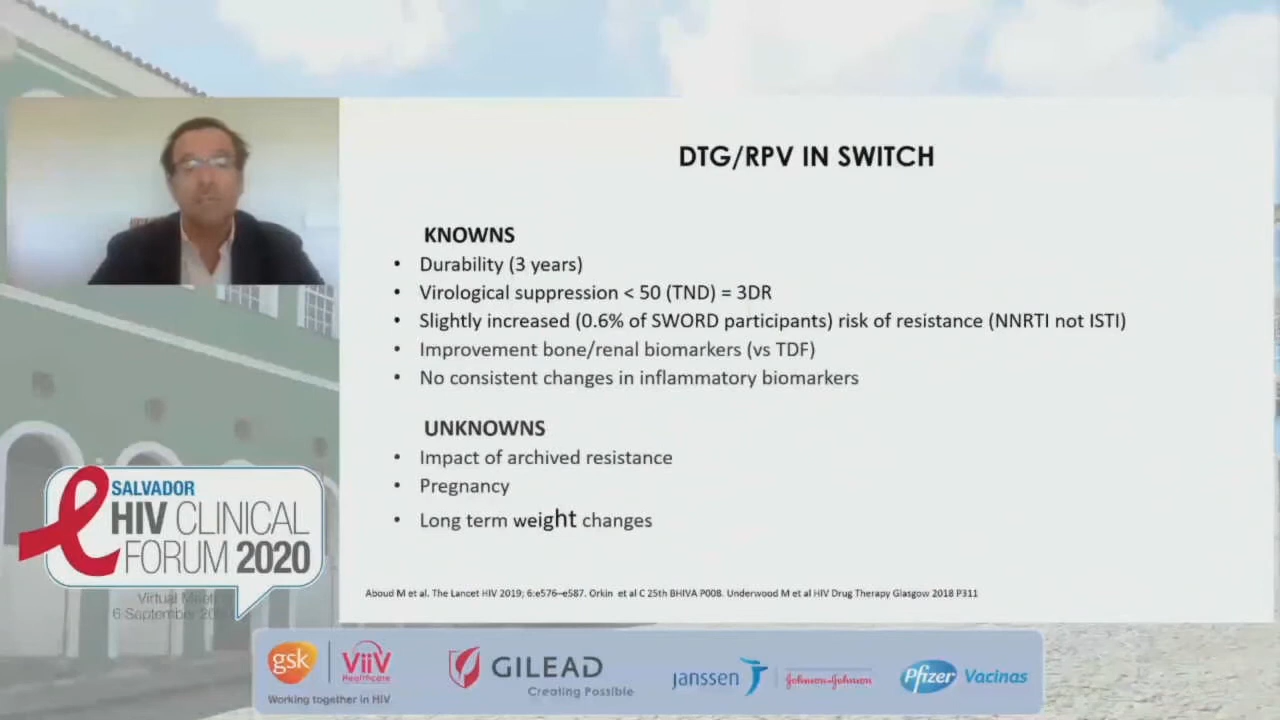 DTG/RPV IN SWITCH
KNOWNS
• Durability (3 years)
• Virological suppression < 50 (TND) = 3DR
• Slightly increased (0.6% of SWORD participants) risk of resistance (NNRTI not ISTI)
• Improvement bone/renal biomarkers (vs TDF)
• No consistent changes in inflammatory biomarkers
UNKNOWNS
• Impact of archived resistance
• Pregnancy
• Long term weight changes
Aboud M et al. The Lancet HIV 2019; 6:e576–e587. Orkin et al C 25th BHIVA P008. Underwood M et al HIV Drug Therapy Glasgow 2018 P311
SALVADOR
HIV CLINICAL
FORUM 2020
Virtual
6 September
gsk
ViiV
Healthcare
Working together in HIV
GILEAD
Creating Possible
janssen
Johnson & Johnson
Pfizer Vacinas